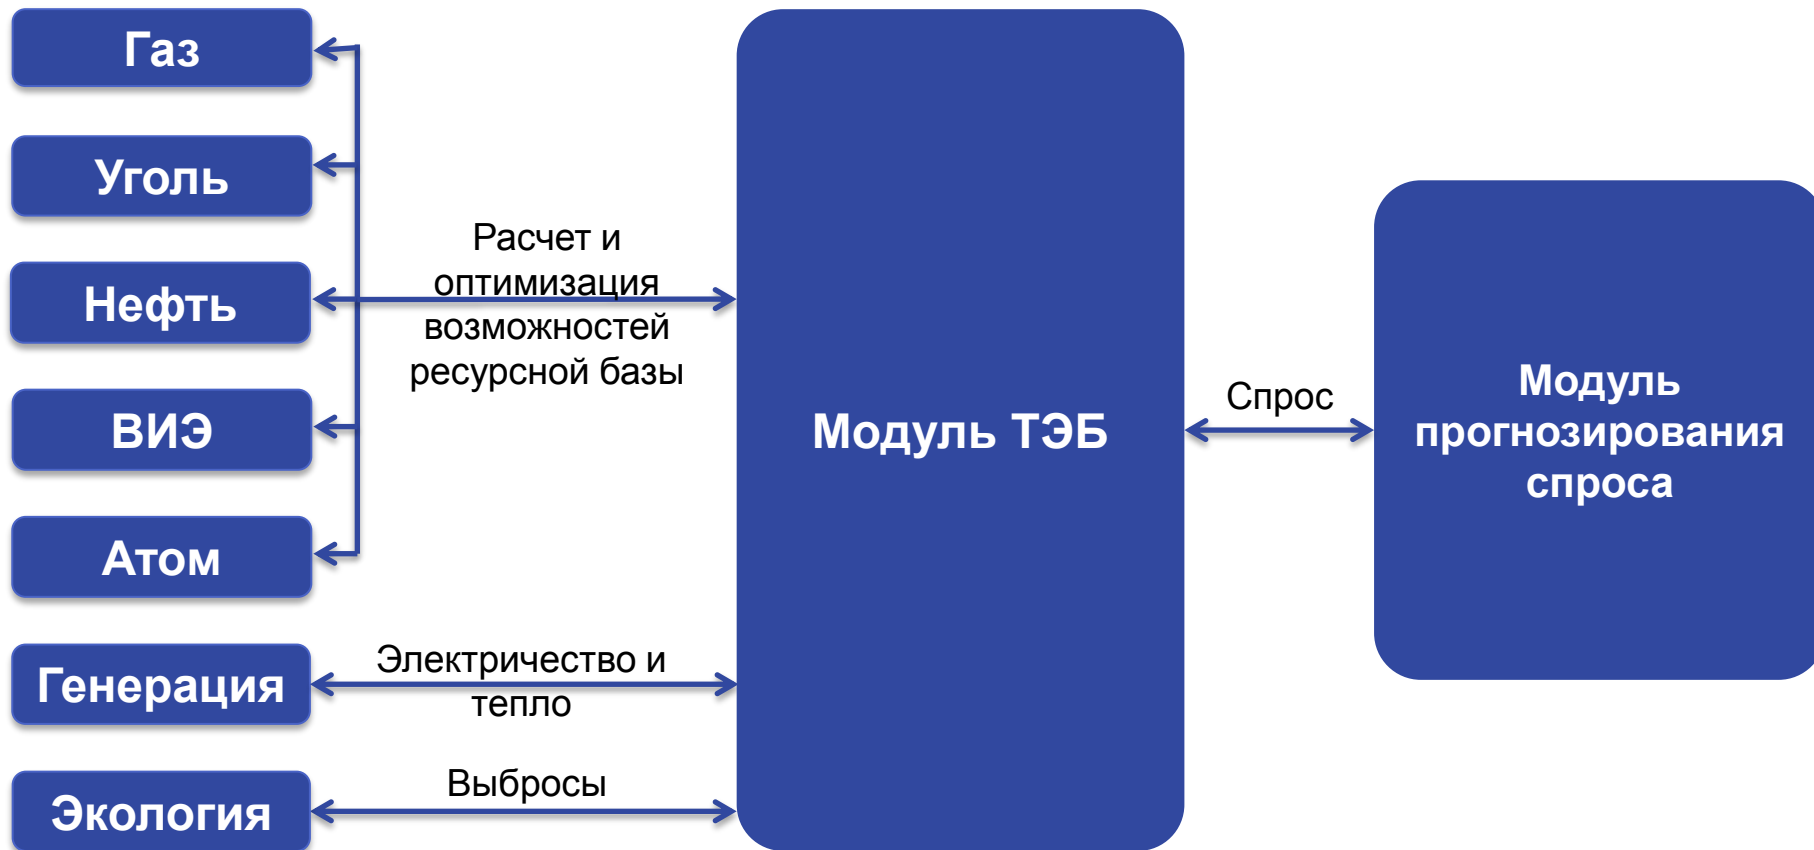 Газ
Уголь
Нефть
ВИЭ
Атом
Генерация
Экология
Расчет и
оптимизация
возможностей
ресурсной базы
Электричество и
тепло
Выбросы
Модуль ТЭБ
Спрос
Модуль
прогнозирования
спроса